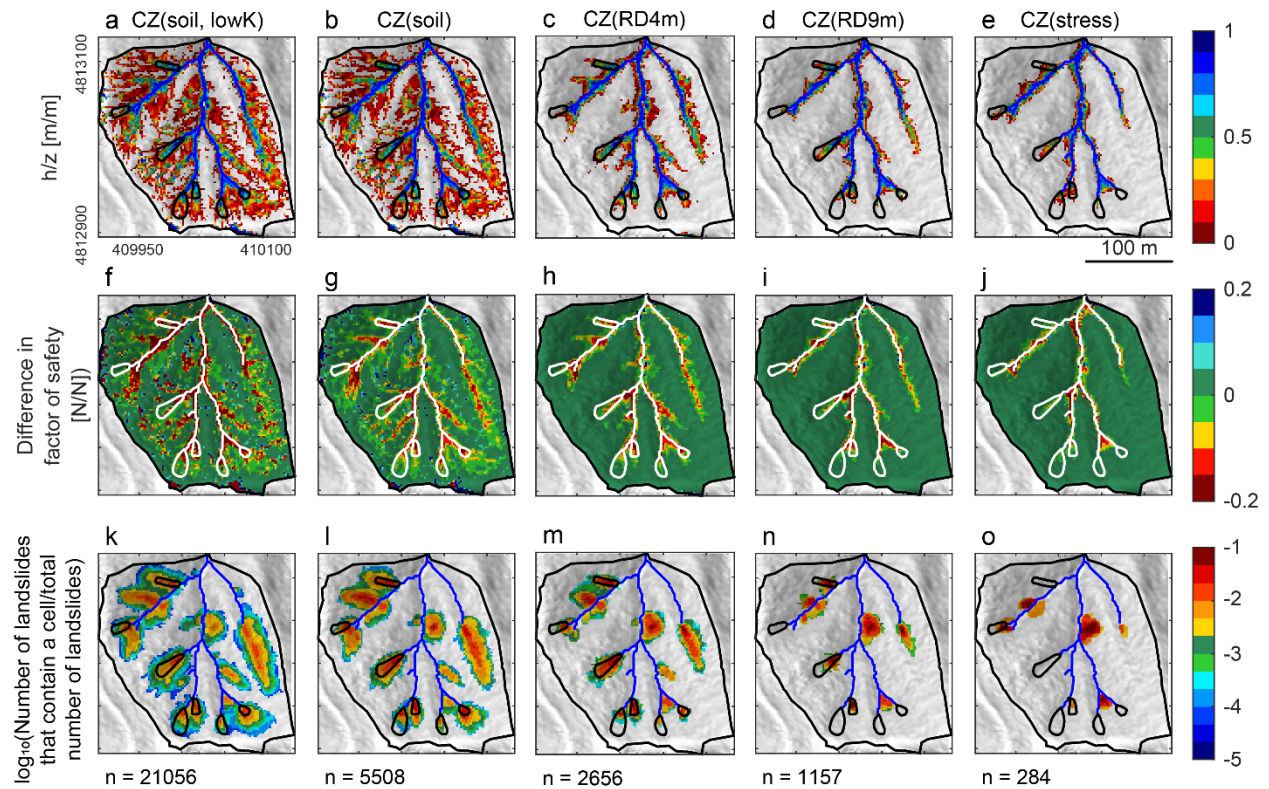 CZ(soil, lowK)
CZ(soil)
CZ(RD4m)
CZ(RD9m)
CZ(stress)
a
b
c
d
e
h/z [m/m]
4813100
4812900
409950
410100
100 m
1
0.5
0
f
g
h
i
j
Difference in
factor of safety
[N/N])
0.2
0
-0.2
k
l
m
n
o
log₁₀(Number of landslides
that contain a cell/total
number of landslides)
-1
-2
-3
-4
-5
n = 21056
n = 5508
n = 2656
n = 1157
n = 284